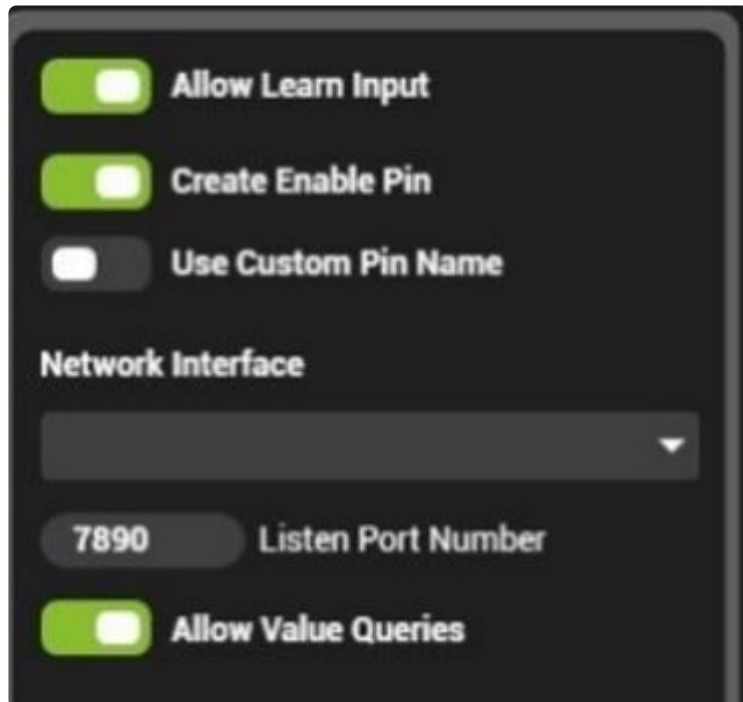 Allow Learn Input
Create Enable Pin
Use Custom Pin Name
Network Interface
7890 Listen Port Number
Allow Value Queries